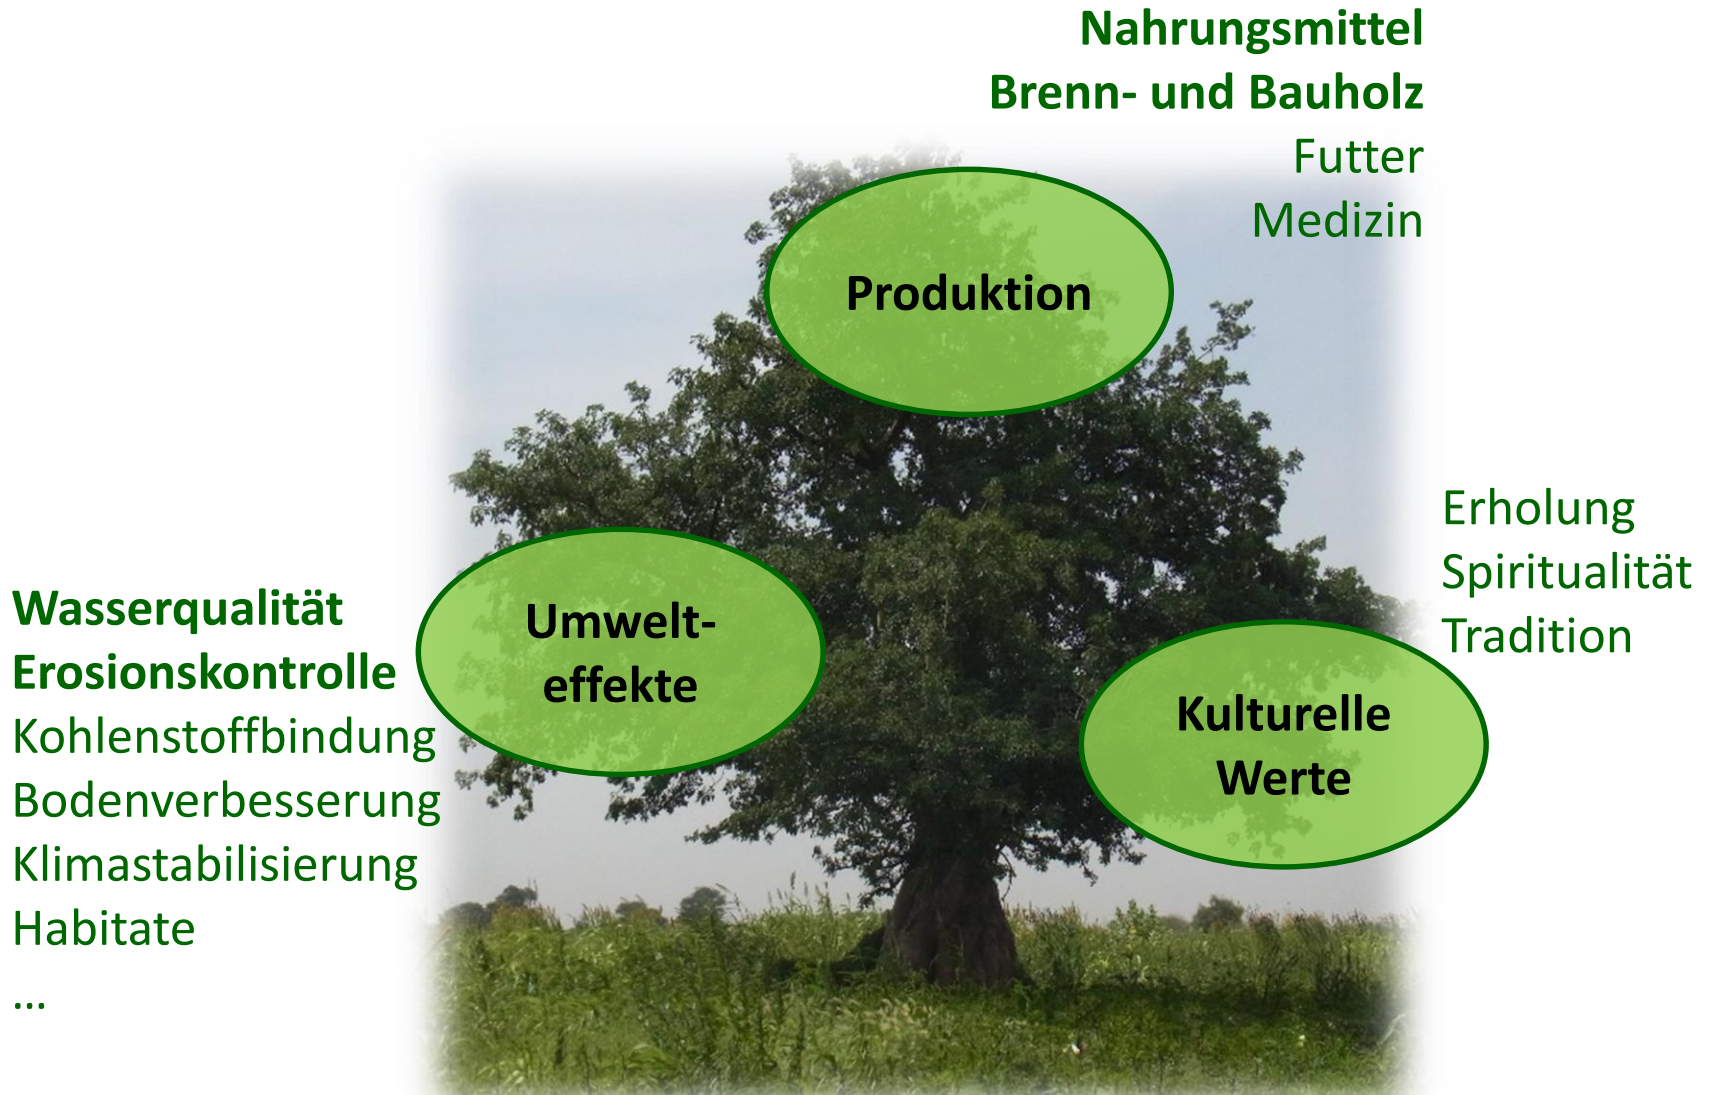 Nahrungsmittel
Brenn- und Bauholz
Futter
Medizin
Produktion
Erholung
Spiritualität
Tradition
Wasserqualität
Erosionskontrolle
Kohlenstoffbindung
Bodenverbesserung
Klimastabilisierung
Habitate
...
Umwelt-
effekte
Kulturelle
Werte